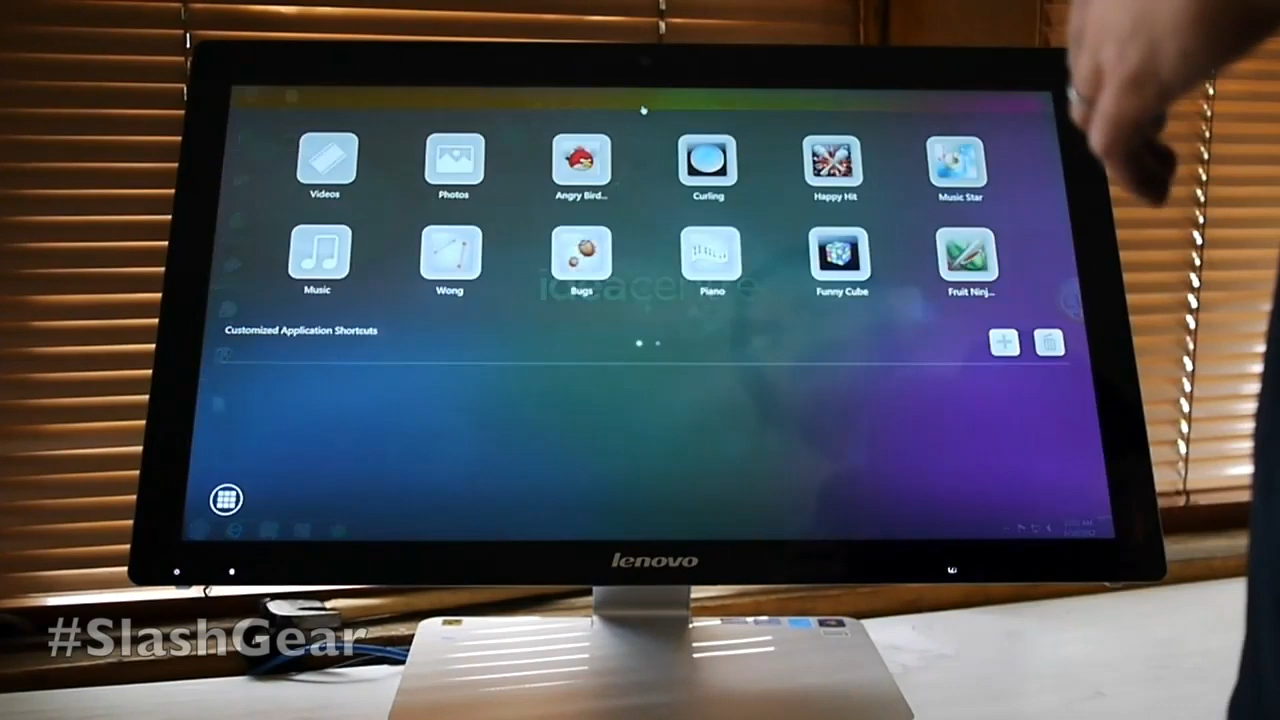 Videos Photos Angry Bird... Curling Happy Hit Music Star
Music Wong Bugs Piano Funny Cube Fruit Ninj...
ideacentre
Customized Application Shortcuts
lenovo
#SlashGear